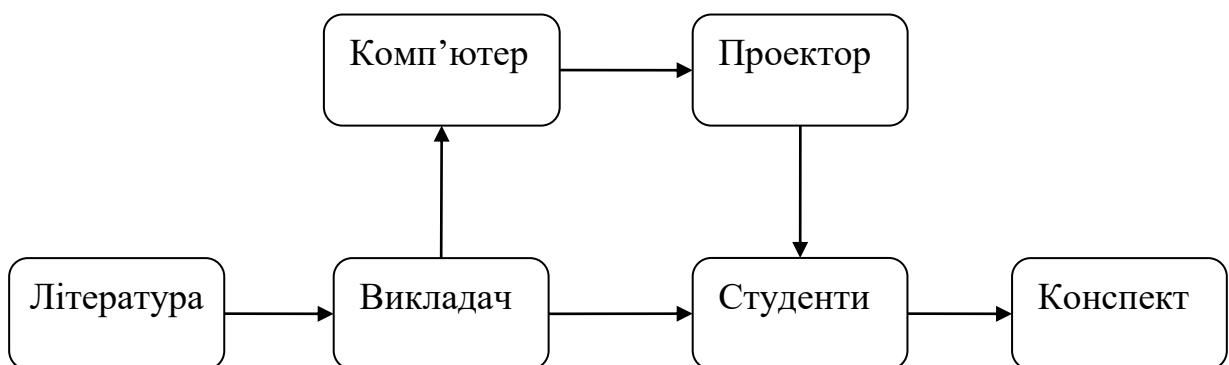 Комп’ютер
Проектор
Література
Викладач
Студенти
Конспект